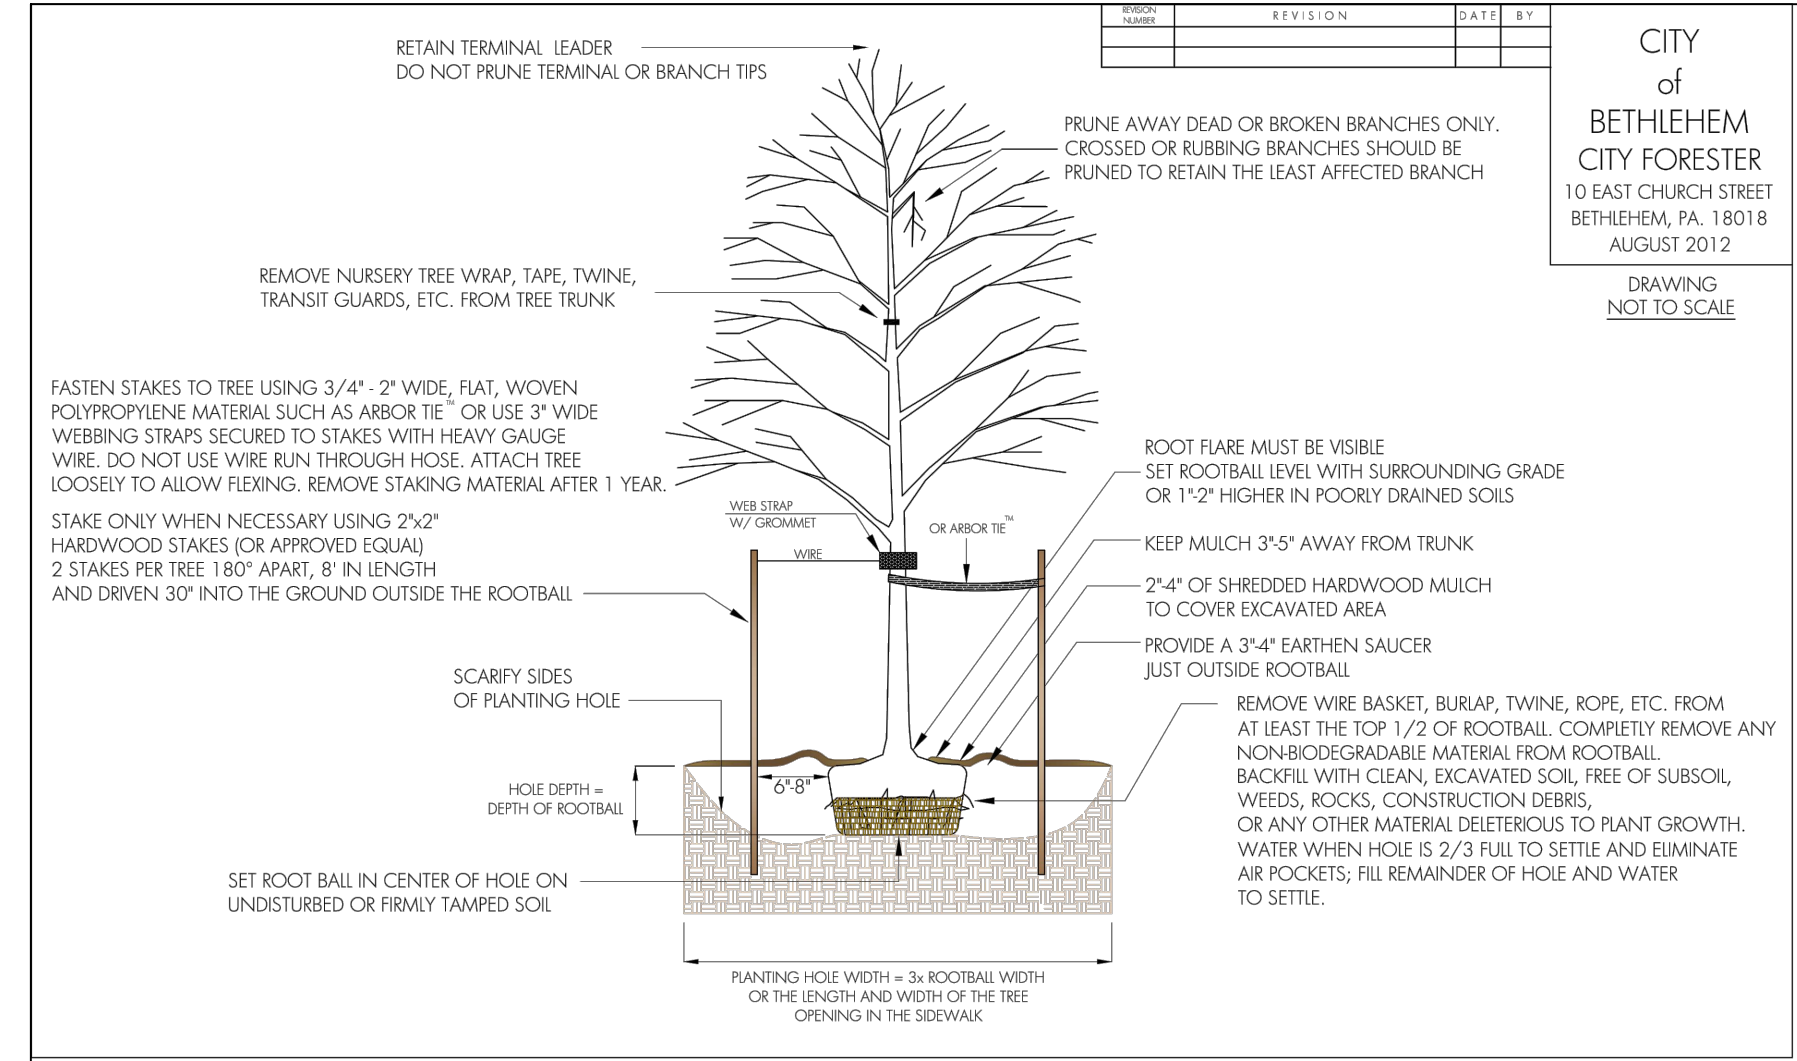 REVISION NUMBER
REVISION
DATE
BY
CITY
of
BETHLEHEM
CITY FORESTER
10 EAST CHURCH STREET
BETHLEHEM, PA. 18018
AUGUST 2012
DRAWING
NOT TO SCALE
RETAIN TERMINAL LEADER
DO NOT PRUNE TERMINAL OR BRANCH TIPS
PRUNE AWAY DEAD OR BROKEN BRANCHES ONLY.
CROSSED OR RUBBING BRANCHES SHOULD BE
PRUNED TO RETAIN THE LEAST AFFECTED BRANCH
REMOVE NURSERY TREE WRAP, TAPE, TWINE,
TRANSIT GUARDS, ETC. FROM TREE TRUNK
FASTEN STAKES TO TREE USING 3/4" - 2" WIDE, FLAT, WOVEN
POLYPROPYLENE MATERIAL SUCH AS ARBOR TIE™ OR USE 3" WIDE
WEBBING STRAPS SECURED TO STAKES WITH HEAVY GAUGE
WIRE. DO NOT USE WIRE RUN THROUGH HOSE. ATTACH TREE
LOOSELY TO ALLOW FLEXING. REMOVE STAKING MATERIAL AFTER 1 YEAR.
STAKE ONLY WHEN NECESSARY USING 2"x2"
HARDWOOD STAKES (OR APPROVED EQUAL)
2 STAKES PER TREE 180° APART, 8' IN LENGTH
AND DRIVEN 30" INTO THE GROUND OUTSIDE THE ROOTBALL
WEB STRAP
W/ GROMMET
WIRE
OR ARBOR TIE™
ROOT FLARE MUST BE VISIBLE
SET ROOTBALL LEVEL WITH SURROUNDING GRADE
OR 1"-2" HIGHER IN POORLY DRAINED SOILS
KEEP MULCH 3"-5" AWAY FROM TRUNK
2"-4" OF SHREDDED HARDWOOD MULCH
TO COVER EXCAVATED AREA
PROVIDE A 3"-4" EARTHEN SAUCER
JUST OUTSIDE ROOTBALL
REMOVE WIRE BASKET, BURLAP, TWINE, ROPE, ETC. FROM
AT LEAST THE TOP 1/2 OF ROOTBALL. COMPLETLY REMOVE ANY
NON-BIODEGRADABLE MATERIAL FROM ROOTBALL.
BACKFILL WITH CLEAN, EXCAVATED SOIL, FREE OF SUBSOIL,
WEEDS, ROCKS, CONSTRUCTION DEBRIS,
OR ANY OTHER MATERIAL DELETERIOUS TO PLANT GROWTH.
WATER WHEN HOLE IS 2/3 FULL TO SETTLE AND ELIMINATE
AIR POCKETS; FILL REMAINDER OF HOLE AND WATER
TO SETTLE.
SCARIFY SIDES
OF PLANTING HOLE
6"-8"
HOLE DEPTH =
DEPTH OF ROOTBALL
SET ROOT BALL IN CENTER OF HOLE ON
UNDISTURBED OR FIRMLY TAMPED SOIL
PLANTING HOLE WIDTH = 3x ROOTBALL WIDTH
OR THE LENGTH AND WIDTH OF THE TREE
OPENING IN THE SIDEWALK